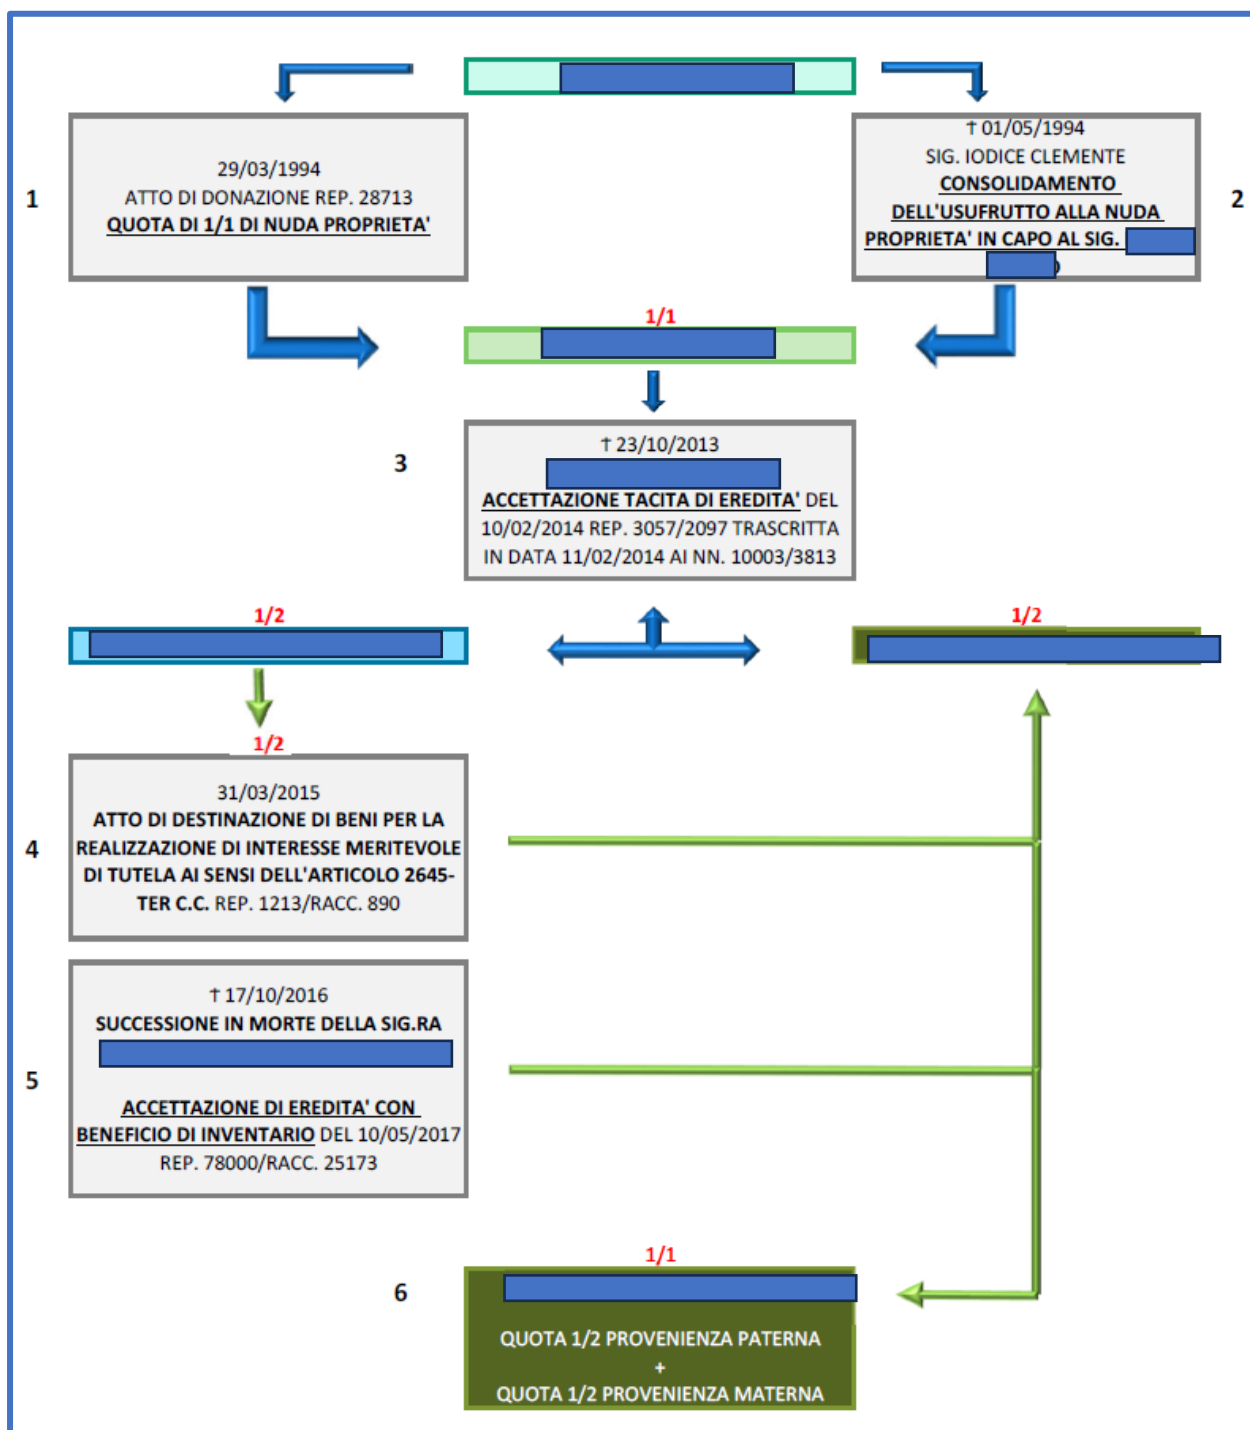 1
29/03/1994
ATTO DI DONAZIONE REP. 28713
QUOTA DI 1/1 DI NUDA PROPRIETA'
† 01/05/1994
SIG. IODICE CLEMENTE
CONSOLIDAMENTO
DELL'USUFRUTTO ALLA NUDA
PROPRIETA' IN CAPO AL SIG.
2
1/1
3
† 23/10/2013
ACCETTAZIONE TACITA DI EREDITA' DEL
10/02/2014 REP. 3057/2097 TRASCRITTA
IN DATA 11/02/2014 AI NN. 10003/3813
1/2
1/2
1/2
4
31/03/2015
ATTO DI DESTINAZIONE DI BENI PER LA
REALIZZAZIONE DI INTERESSE MERITEVOLE
DI TUTELA AI SENSI DELL'ARTICOLO 2645-
TER C.C. REP. 1213/RACC. 890
5
† 17/10/2016
SUCCESSIONE IN MORTE DELLA SIG.RA
ACCETTAZIONE DI EREDITA' CON
BENEFICIO DI INVENTARIO DEL 10/05/2017
REP. 78000/RACC. 25173
1/1
6
QUOTA 1/2 PROVENIENZA PATERNA
+
QUOTA 1/2 PROVENIENZA MATERNA